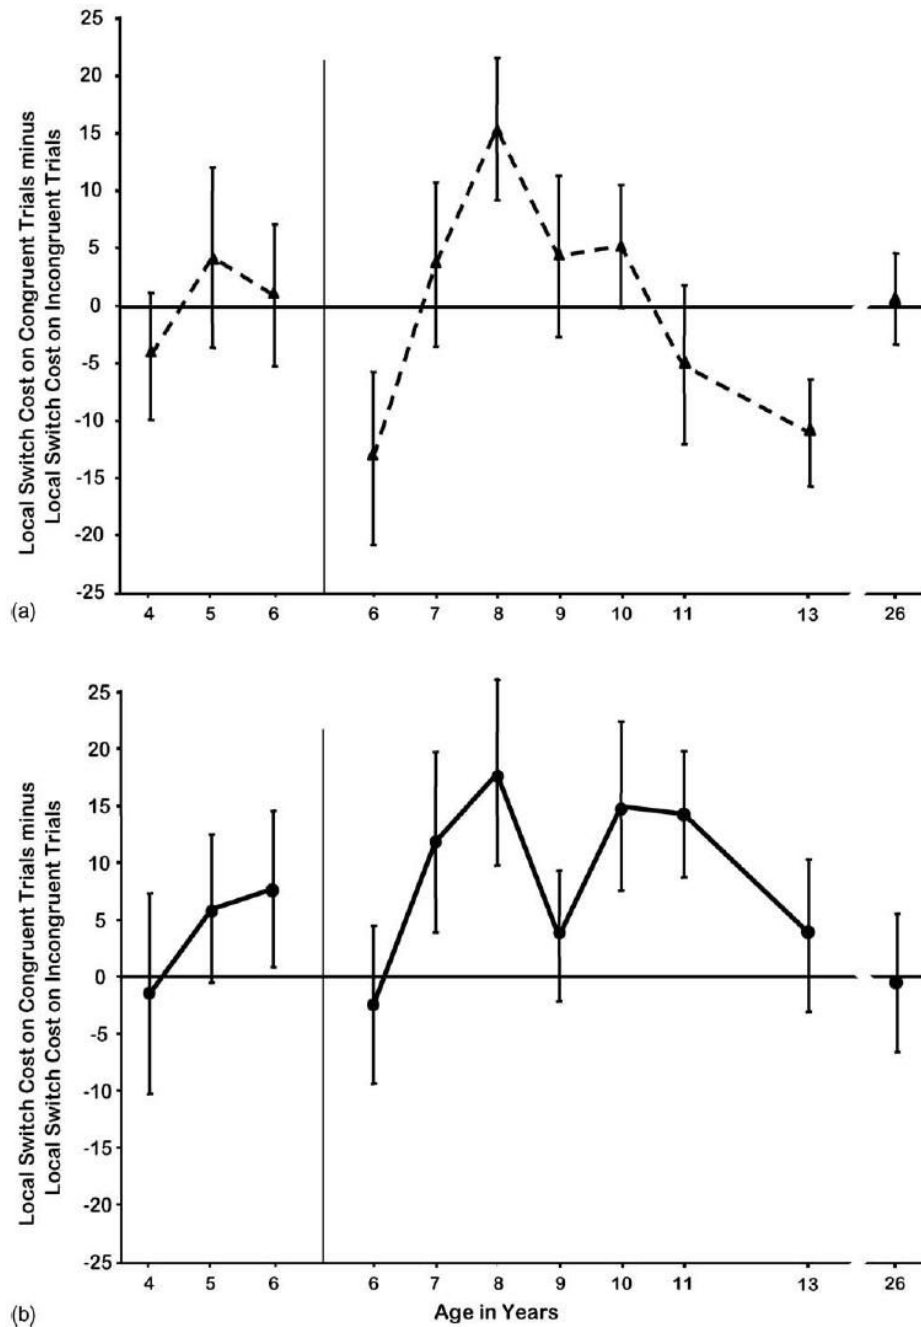 Local Switch Cost on Congruent Trials minus
Local Switch Cost on Incongruent Trials
25
20
15
10
5
0
-5
-10
-15
-20
-25
4 5 6 6 7 8 9 10 11 13 26
(a)
Local Switch Cost on Congruent Trials minus
Local Switch Cost on Incongruent Trials
25
20
15
10
5
0
-5
-10
-15
-20
-25
4 5 6 6 7 8 9 10 11 13 26
Age in Years
(b)